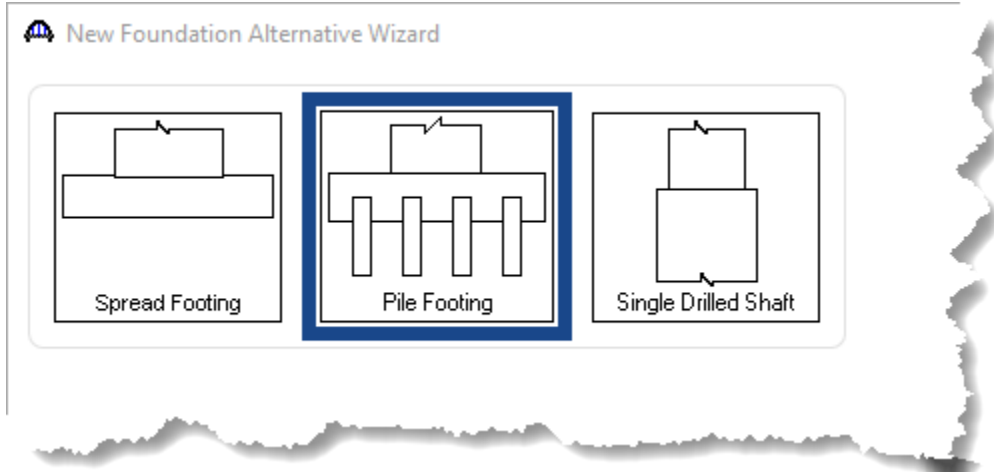 New Foundation Alternative Wizard
Spread Footing
Pile Footing
Single Drilled Shaft